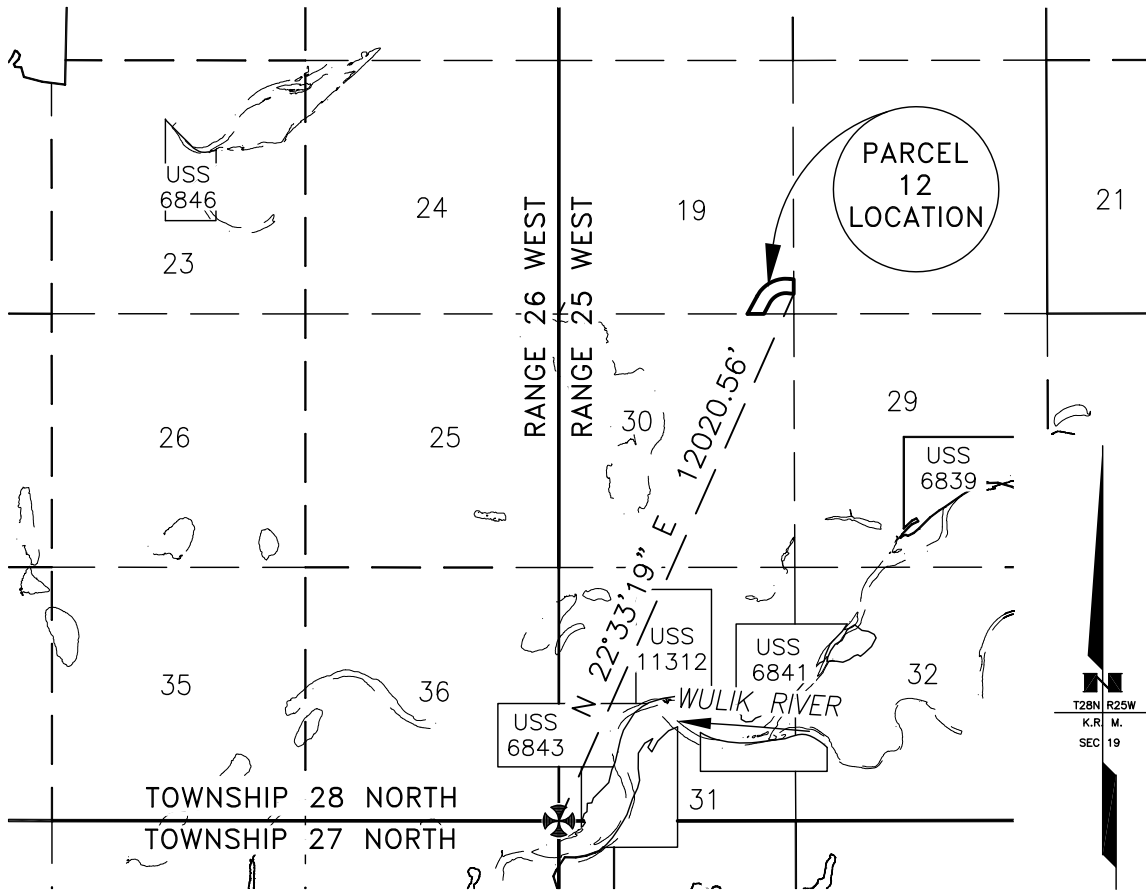 PARCEL
12
LOCATION
USS
6846
24
19
21
23
RANGE 26 WEST
RANGE 25 WEST
12020.56'
N 22°33'19" E
26
25
30
29
USS
6839
USS
11312
USS
6841
35
36
32
WULIK RIVER
USS
6843
31
N
T28N R25W
K.R. M.
SEC 19
TOWNSHIP 28 NORTH
TOWNSHIP 27 NORTH